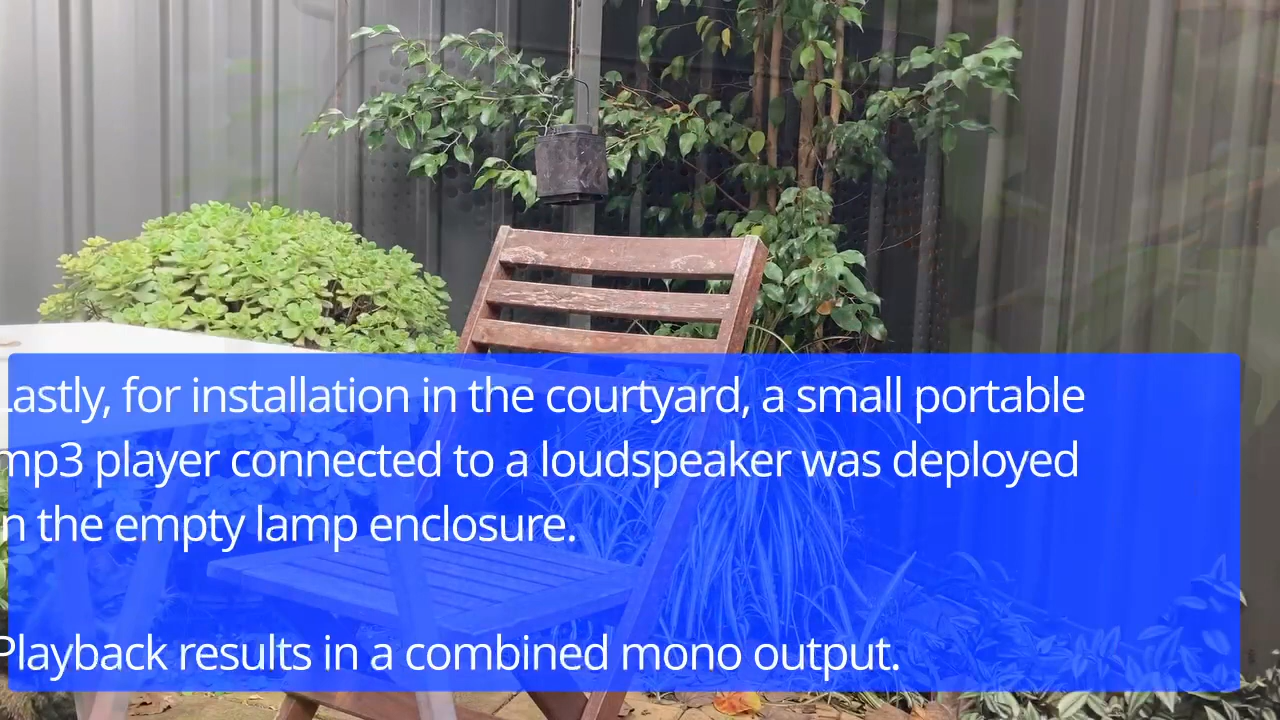 Lastly, for installation in the courtyard, a small portable
mp3 player connected to a loudspeaker was deployed
in the empty lamp enclosure.
Playback results in a combined mono output.